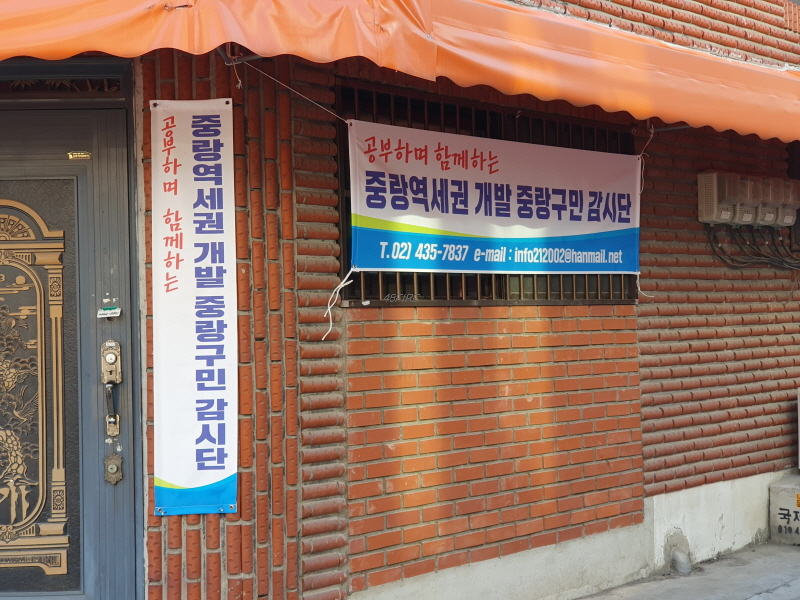 공부하며 함께하는
중랑역세권 개발 중랑구민 감시단
공부하며 함께하는
중랑역세권 개발 중랑구민 감시단
T.02) 435-7837 e-mail : info212002@hanmail.net
국제